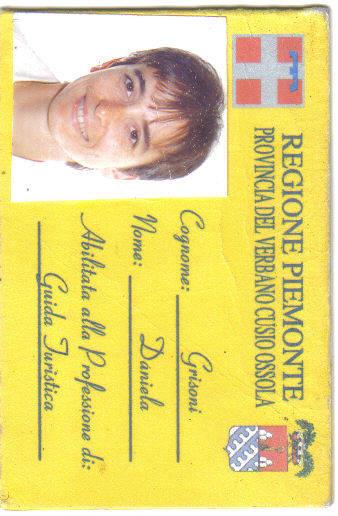 REGIONE PIEMONTE
PROVINCIA DEL VERBANO CUSIO OSSOLA
Cognome: Grisoni
Nome: Daniela
Abilitata alla Professione di:
Guida Turistica